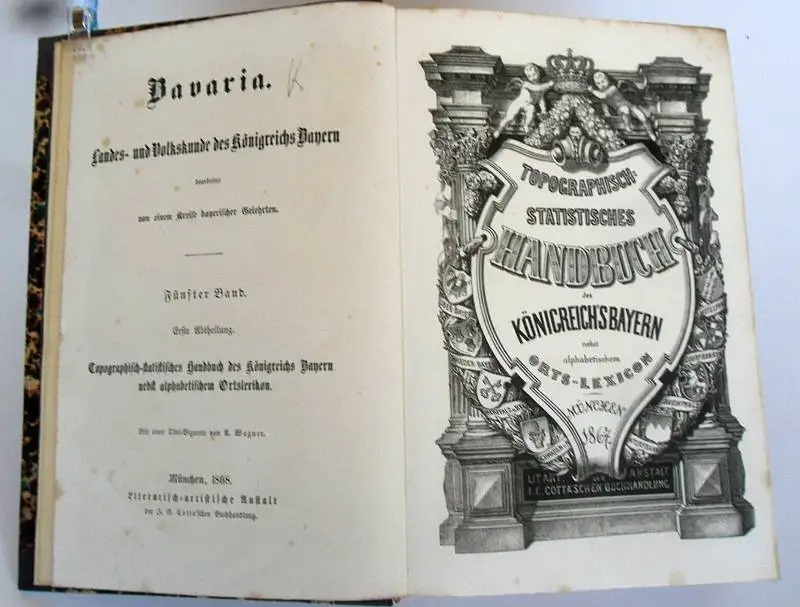 Bavaria.
K
Landes- und Volkskunde des Königreichs Bayern
bearbeitet
von einem Kreise bayerischer Gelehrten.
Fünfter Band.
Erste Abtheilung.
Topographisch-statistisches Handbuch des Königreichs Bayern
nebst alphabetischem Ortslexikon.
Mit einer Titel-Vignette von A. Wagner.
München, 1868.
Literarisch-artistische Anstalt
der J. G. Cotta'schen Buchhandlung.
TOPOGRAPHISCH-
STATISTISCHES
HANDBUCH
des
KÖNIGREICHS BAYERN
nebst
alphabetischem
ORTS-LEXICON
MÜNCHEN
1867.
LIT. ART. ANSTALT
I. C. COTTA'SCHEN BUCHHANDLUNG